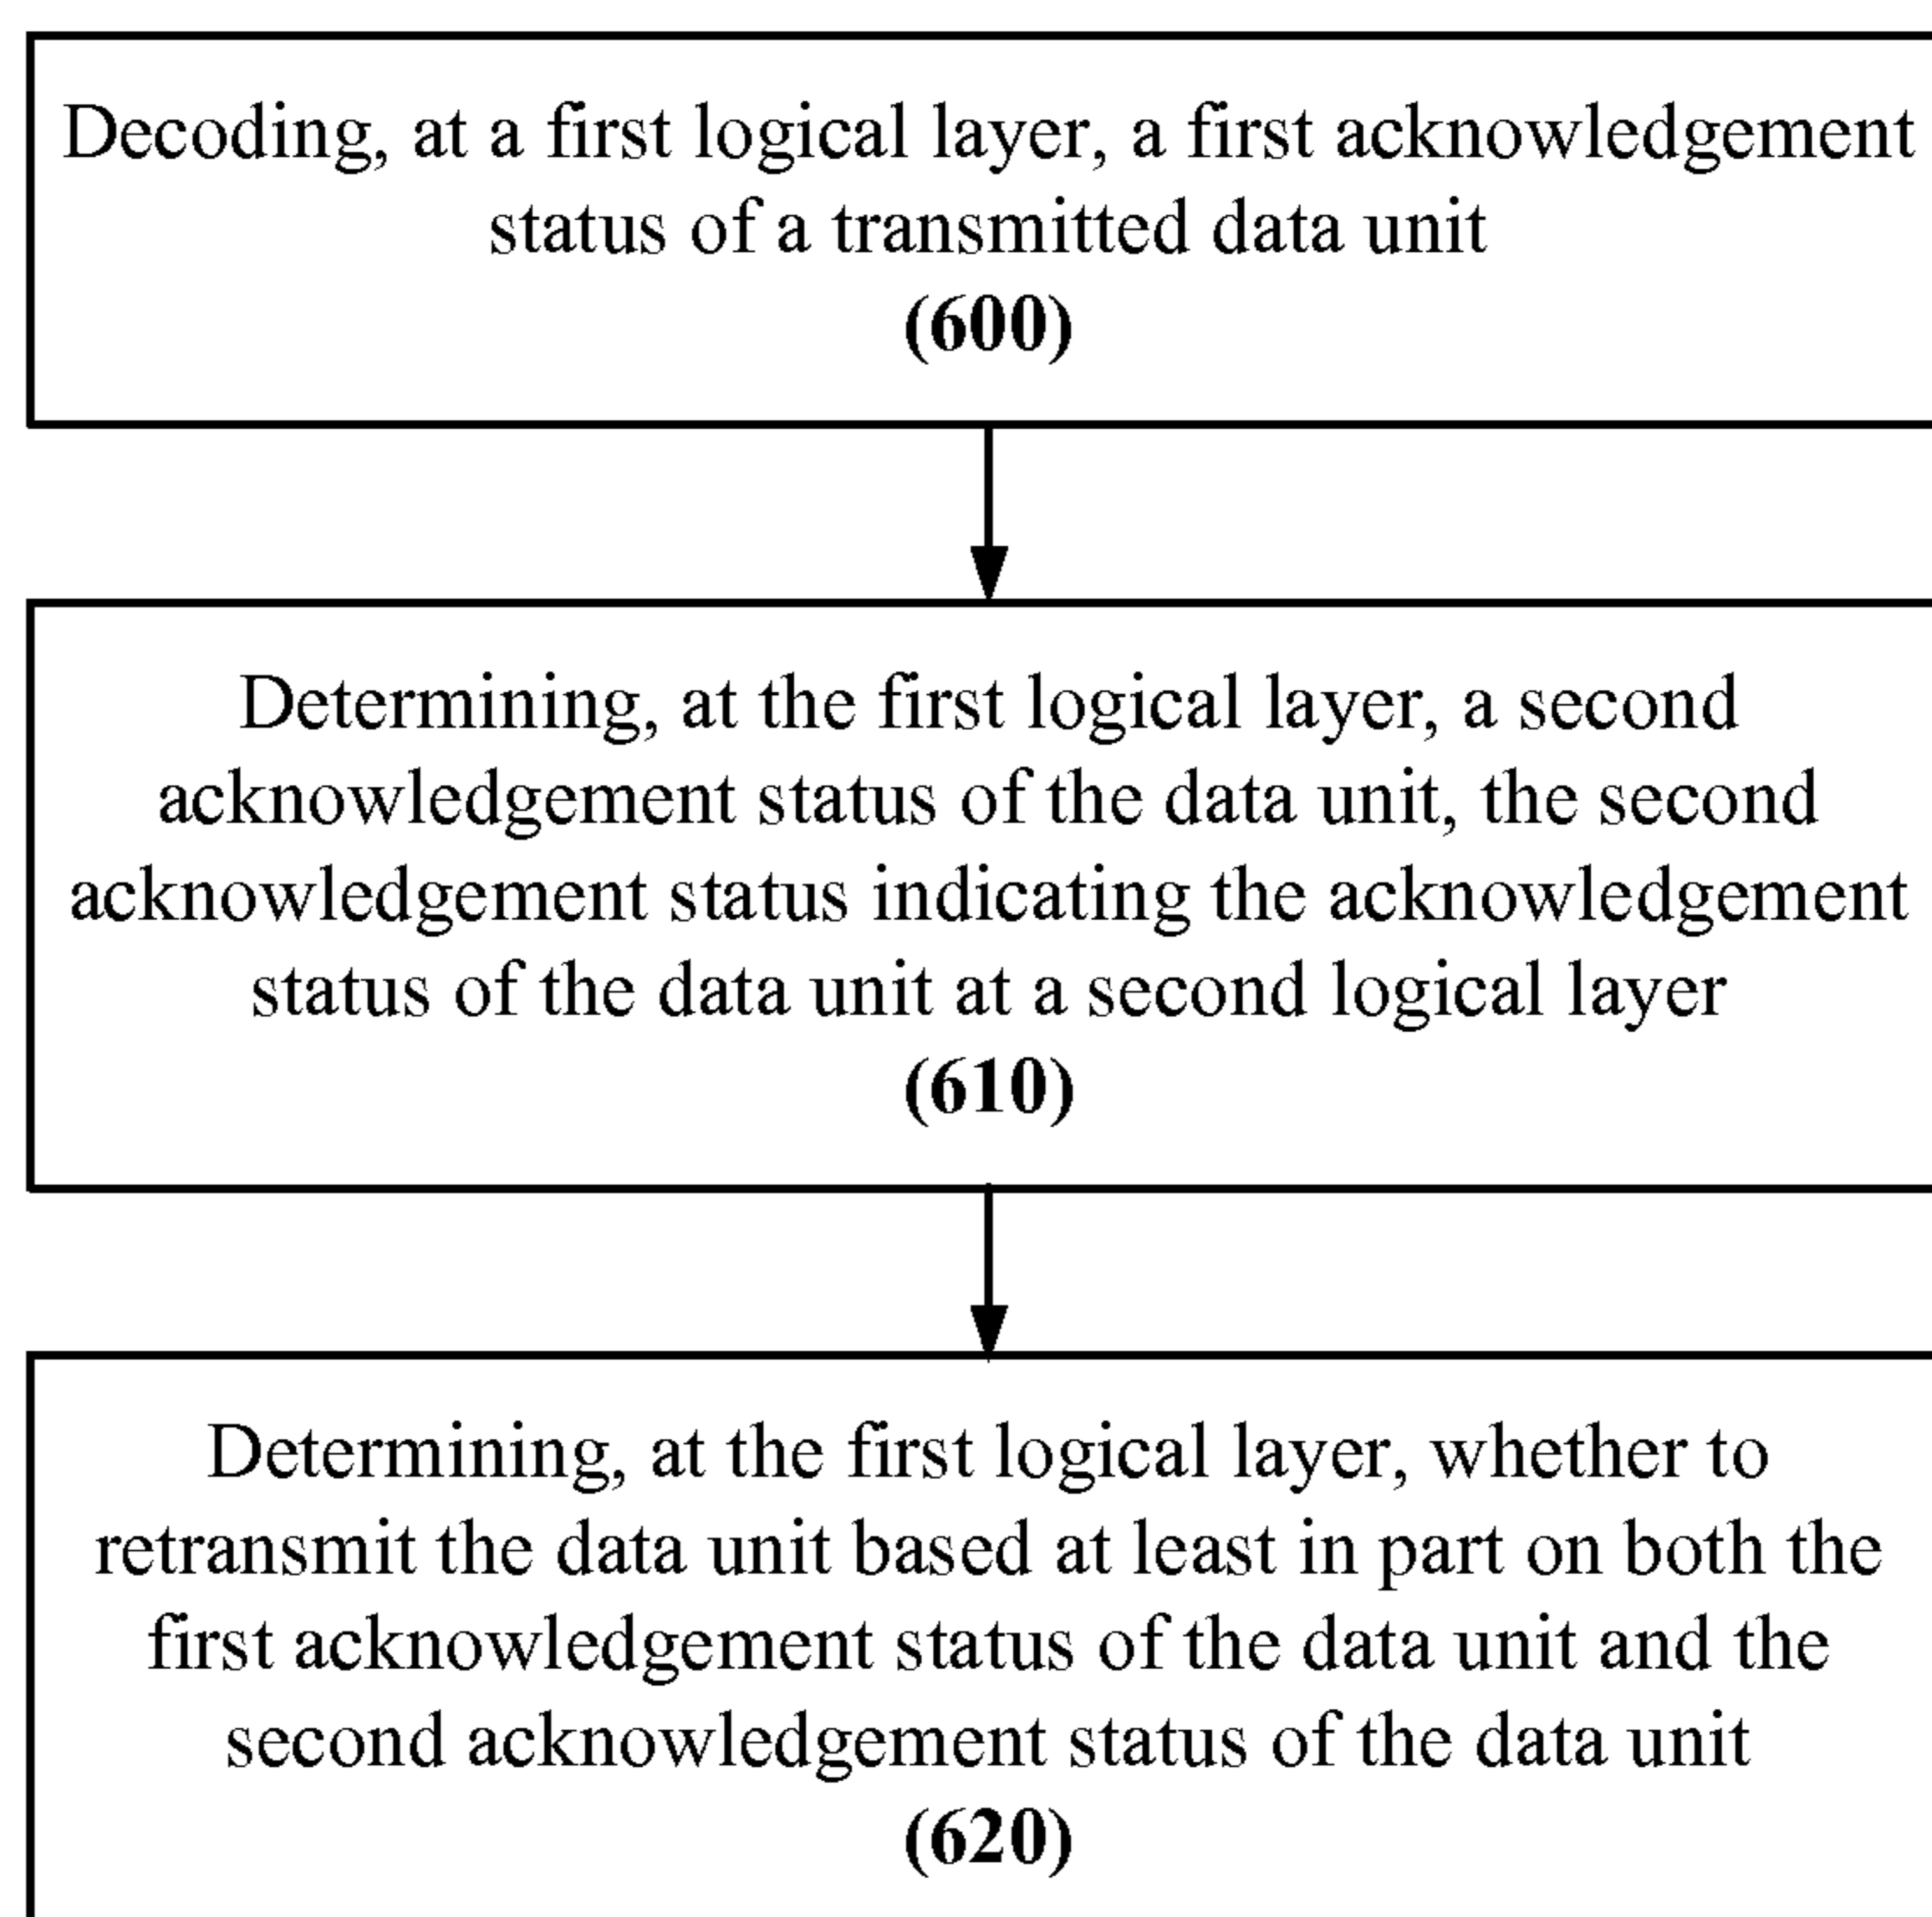 Decoding, at a first logical layer, a first acknowledgement
status of a transmitted data unit
(600)
Determining, at the first logical layer, a second
acknowledgement status of the data unit, the second
acknowledgement status indicating the acknowledgement
status of the data unit at a second logical layer
(610)
Determining, at the first logical layer, whether to
retransmit the data unit based at least in part on both the
first acknowledgement status of the data unit and the
second acknowledgement status of the data unit
(620)